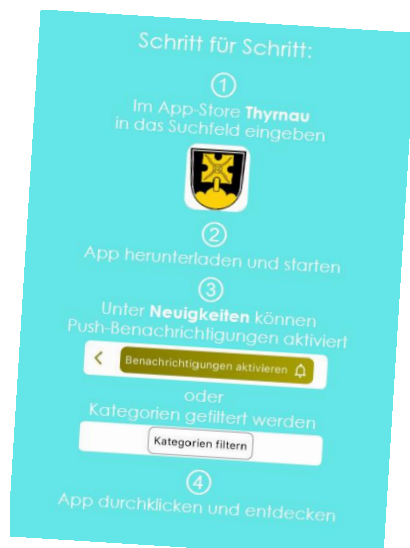 Schritt für Schritt:
1
Im App-Store Thyrnau
in das Suchfeld eingeben
2
App herunterladen und starten
3
Unter Neuigkeiten können
Push-Benachrichtigungen aktiviert
Benachrichtigungen aktivieren
oder
Kategorien gefiltert werden
Kategorien filtern
4
App durchklicken und entdecken